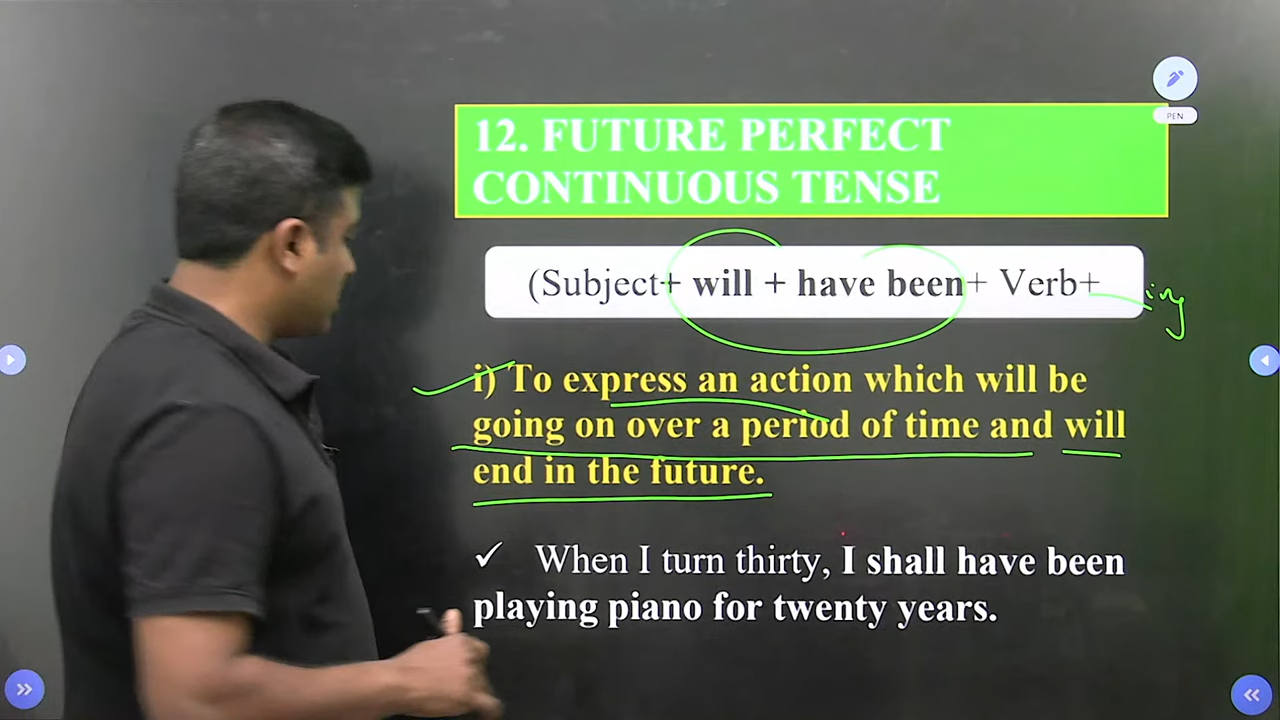 PEN
12. FUTURE PERFECT
CONTINUOUS TENSE
(Subject+ will + have been+ Verb+ ing
i) To express an action which will be
going on over a period of time and will
end in the future.
✓ When I turn thirty, I shall have been
playing piano for twenty years.